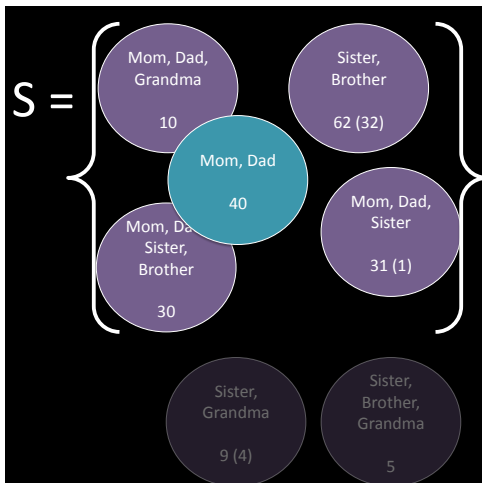 S =
Mom, Dad,
Grandma
10
Sister,
Brother
62 (32)
Mom, Dad
40
Mom, Da
Sister,
Brother
30
Mom, Dad,
Sister
31 (1)
Sister,
Grandma
9 (4)
Sister,
Brother,
Grandma
5